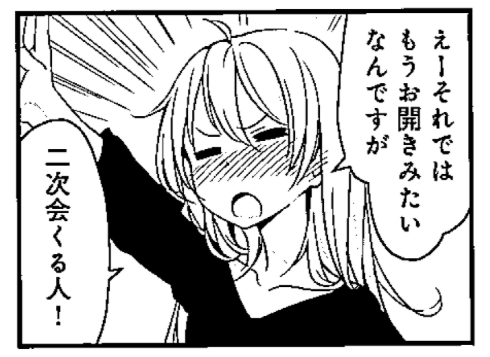 えーそれでは
もうお開きみたい
なんですが
二次会くる人！